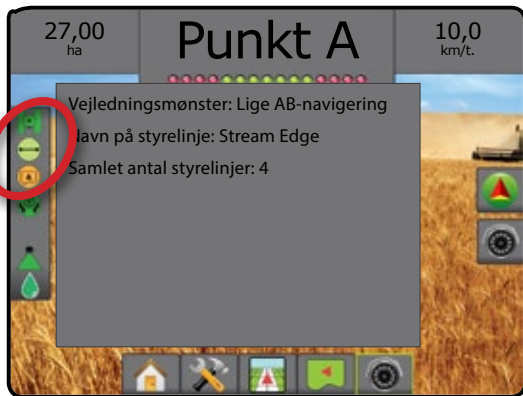 27,00
ha
Punkt A
10,0
km/t.
Vejledningsmønster: Lige AB-navigering
Navn på styrelinje: Stream Edge
Samlet antal styrelinjer: 4